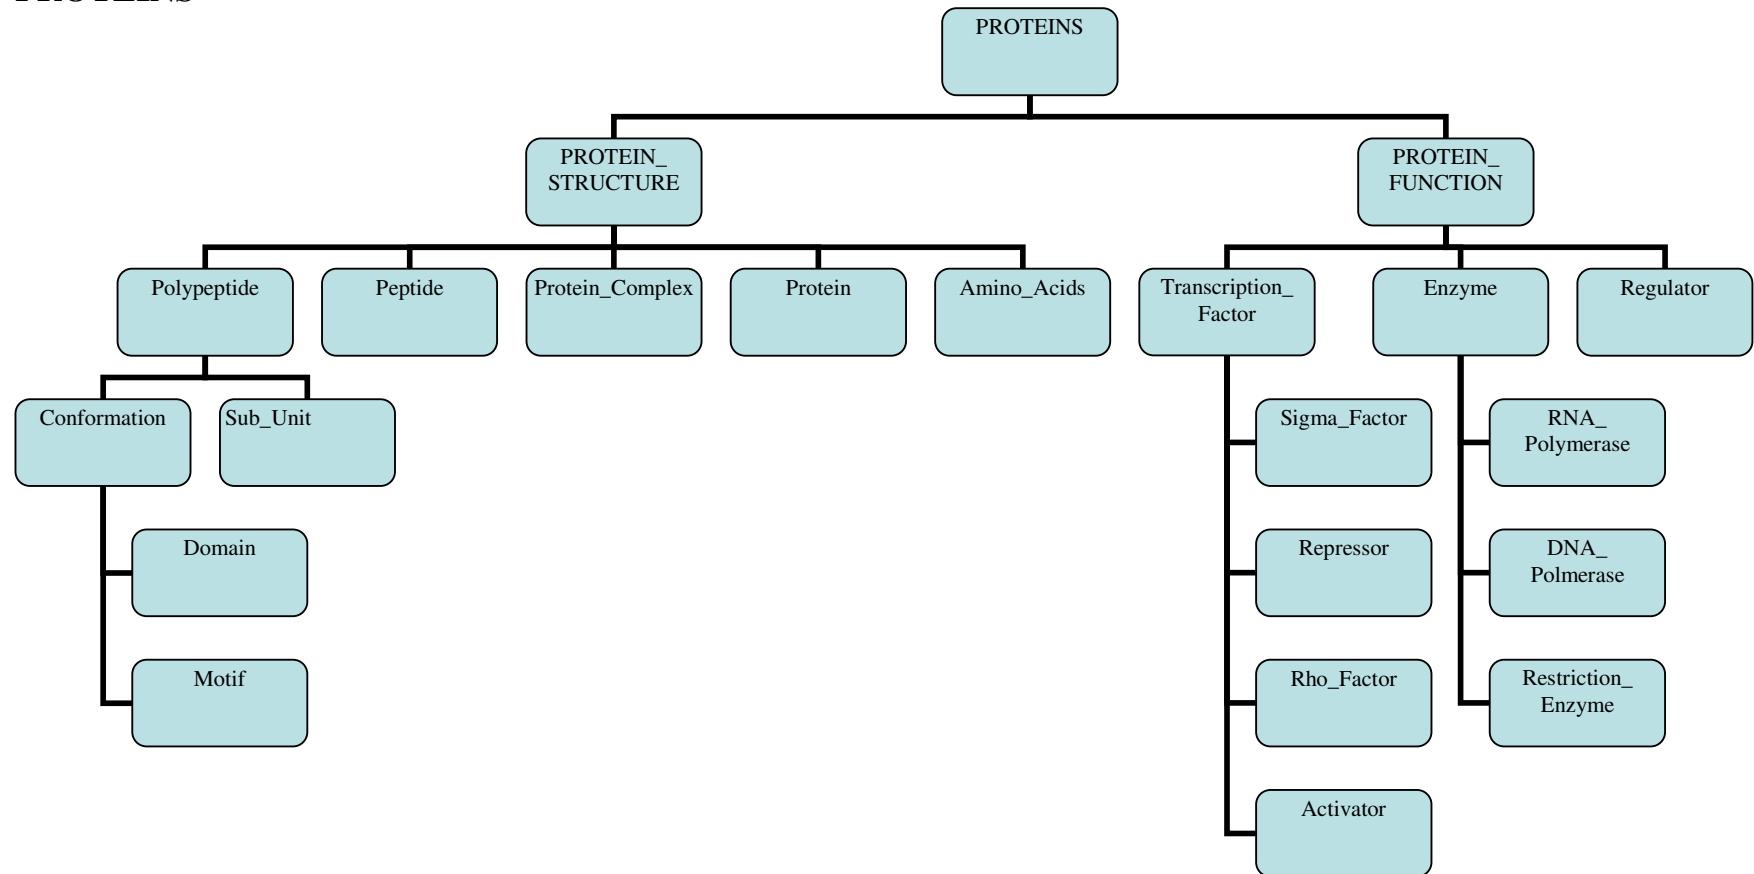 PROTEINS
PROTEINS
PROTEIN_
STRUCTURE
PROTEIN_
FUNCTION
Polypeptide
Peptide
Protein_Complex
Protein
Amino_Acids
Transcription_
Factor
Enzyme
Regulator
Conformation
Sub_Unit
Sigma_Factor
RNA_
Polymerase
Domain
Repressor
DNA_
Polmerase
Motif
Rho_Factor
Restriction_
Enzyme
Activator